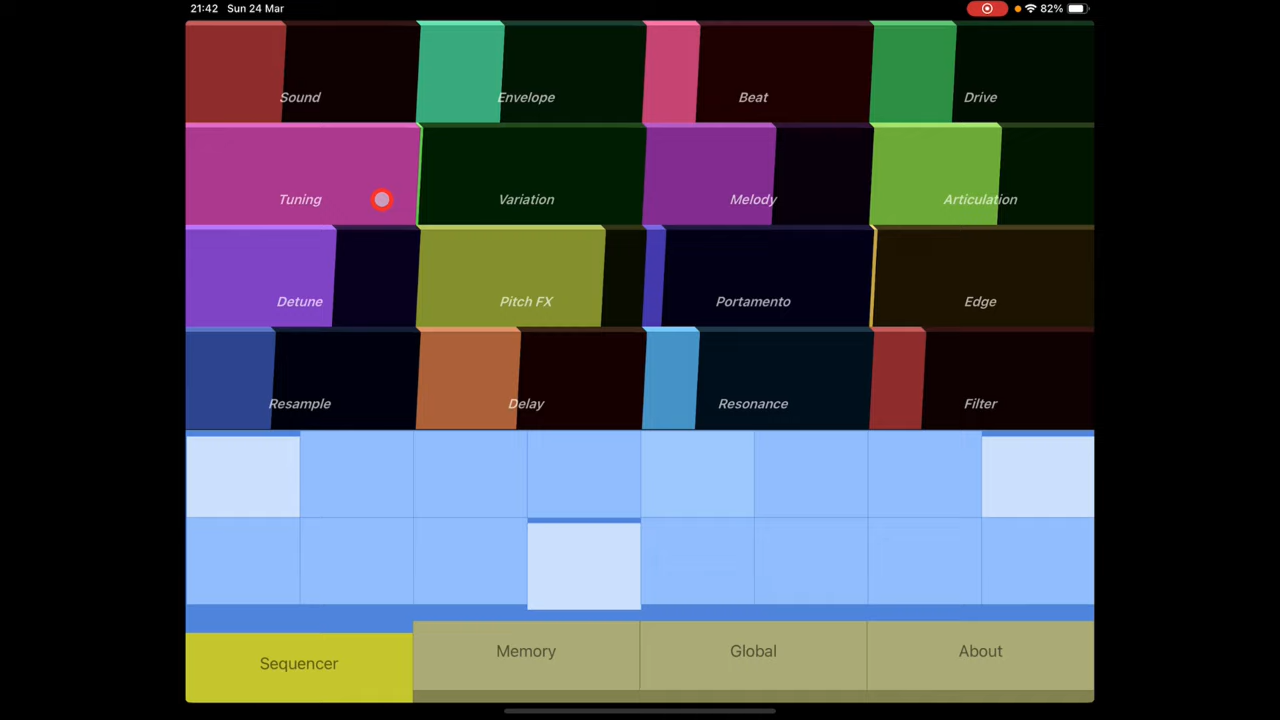 21:42 Sun 24 Mar 82%
Sound Envelope Beat Drive
Tuning Variation Melody Articulation
Detune Pitch FX Portamento Edge
Resample Delay Resonance Filter
Sequencer Memory Global About